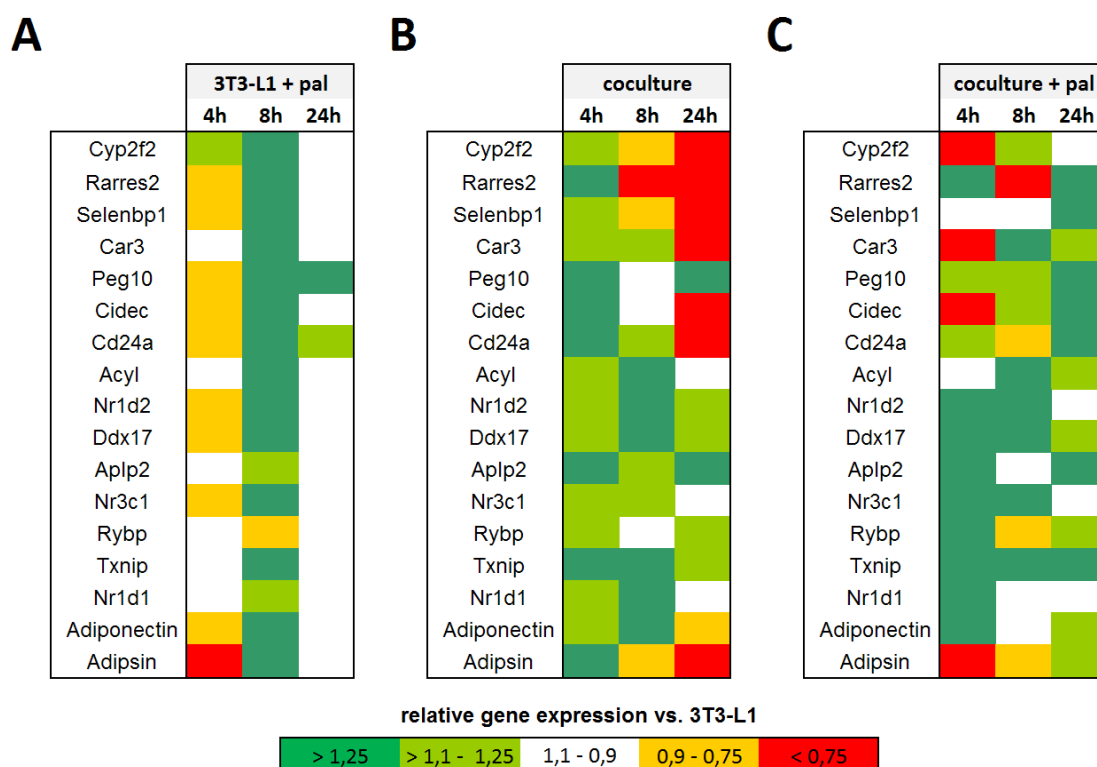 A B C
3T3-L1 + pal coculture coculture + pal
4h 8h 24h 4h 8h 24h 4h 8h 24h
Cyp2f2 Cyp2f2 Cyp2f2
Rarres2 Rarres2 Rarres2
Selenbp1 Selenbp1 Selenbp1
Car3 Car3 Car3
Peg10 Peg10 Peg10
Cidec Cidec Cidec
Cd24a Cd24a Cd24a
Acyl Acyl Acyl
Nr1d2 Nr1d2 Nr1d2
Ddx17 Ddx17 Ddx17
Aplp2 Aplp2 Aplp2
Nr3c1 Nr3c1 Nr3c1
Rybp Rybp Rybp
Txnip Txnip Txnip
Nr1d1 Nr1d1 Nr1d1
Adiponectin Adiponectin Adiponectin
Adipsin Adipsin Adipsin
relative gene expression vs. 3T3-L1
> 1,25 > 1,1 - 1,25 1,1 - 0,9 0,9 - 0,75 < 0,75